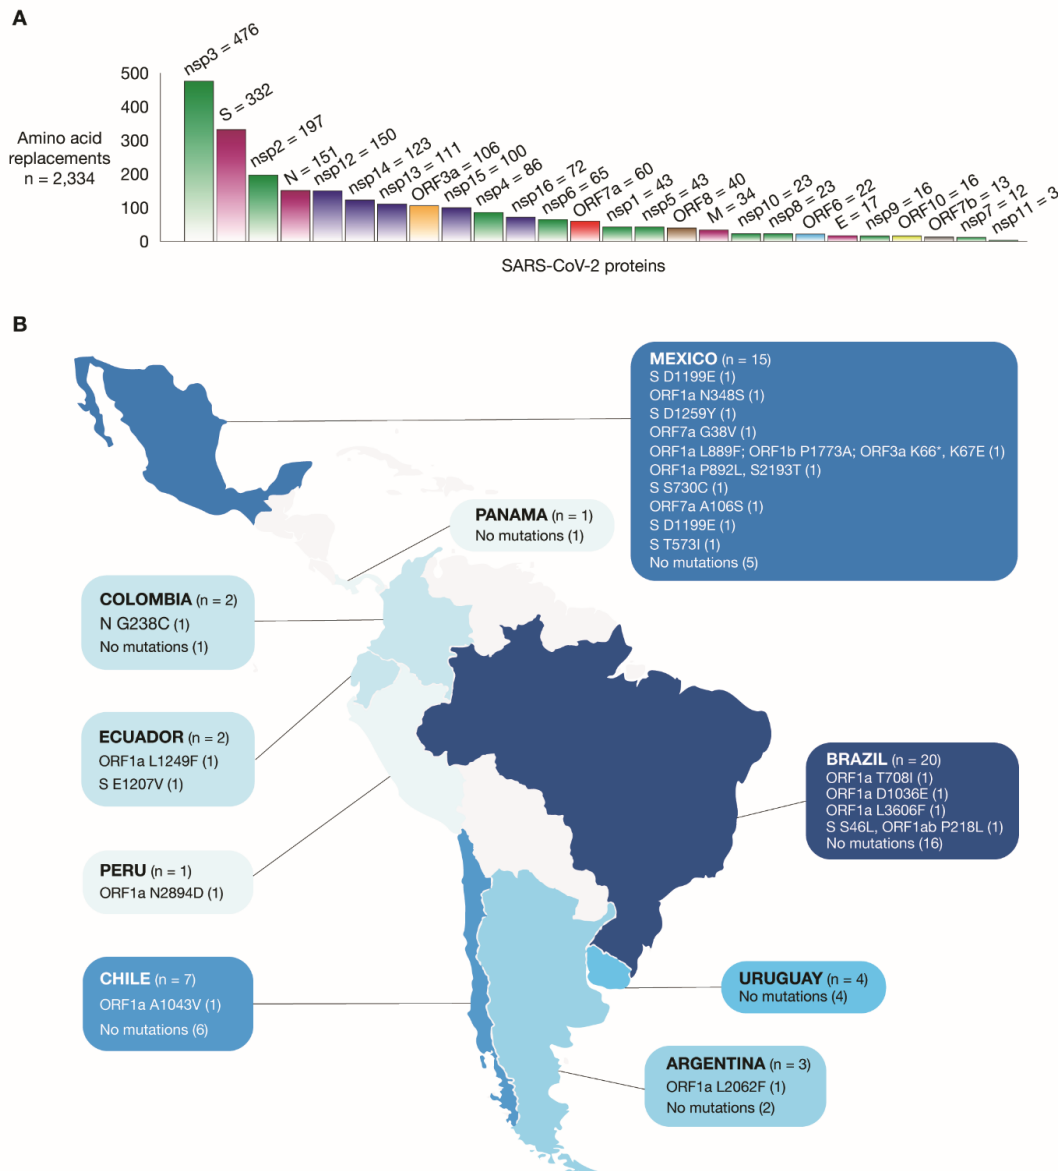 A
nsp3 = 476
S = 332
nsp2 = 197
N = 151
nsp12 = 150
nsp14 = 123
nsp13 = 111
ORF3a = 106
nsp15 = 100
nsp4 = 86
nsp16 = 72
nsp6 = 65
ORF7a = 60
nsp1 = 43
nsp5 = 43
ORF8 = 40
M = 34
nsp10 = 23
nsp8 = 23
ORF6 = 22
E = 17
nsp9 = 16
ORF10 = 16
ORF7b = 13
nsp7 = 12
nsp11 = 3
500
400
300
200
100
0
Amino acid
replacements
n = 2,334
SARS-CoV-2 proteins
B
MEXICO (n = 15)
S D1199E (1)
ORF1a N348S (1)
S D1259Y (1)
ORF7a G38V (1)
ORF1a L889F; ORF1b P1773A; ORF3a K66*, K67E (1)
ORF1a P892L, S2193T (1)
S S730C (1)
ORF7a A106S (1)
S D1199E (1)
S T573I (1)
No mutations (5)
PANAMA (n = 1)
No mutations (1)
COLOMBIA (n = 2)
N G238C (1)
No mutations (1)
ECUADOR (n = 2)
ORF1a L1249F (1)
S E1207V (1)
BRAZIL (n = 20)
ORF1a T708I (1)
ORF1a D1036E (1)
ORF1a L3606F (1)
S S46L, ORF1ab P218L (1)
No mutations (16)
PERU (n = 1)
ORF1a N2894D (1)
CHILE (n = 7)
ORF1a A1043V (1)
No mutations (6)
URUGUAY (n = 4)
No mutations (4)
ARGENTINA (n = 3)
ORF1a L2062F (1)
No mutations (2)